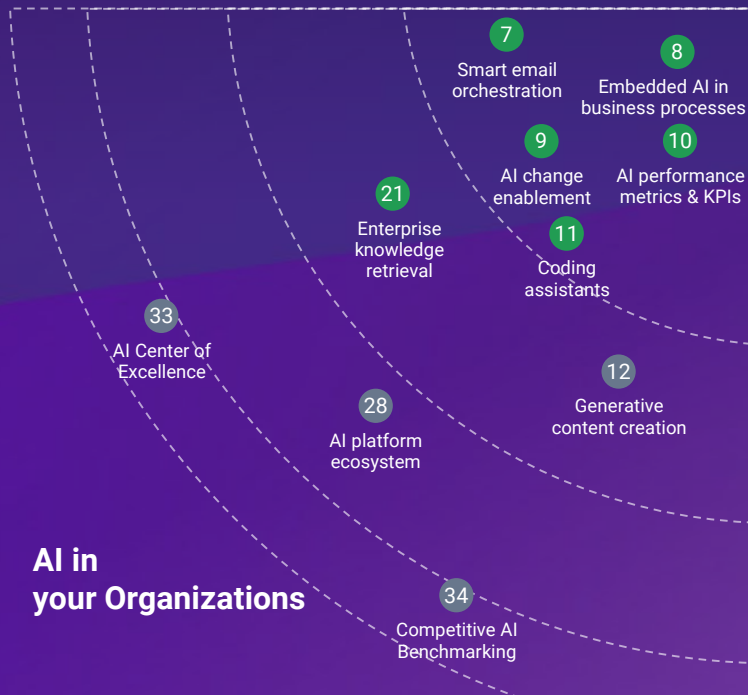 7
Smart email
orchestration
8
Embedded AI in
business processes
9
AI change
enablement
10
AI performance
metrics & KPIs
21
Enterprise
knowledge
retrieval
11
Coding
assistants
33
AI Center of
Excellence
12
Generative
content creation
28
AI platform
ecosystem
AI in
your Organizations
34
Competitive AI
Benchmarking